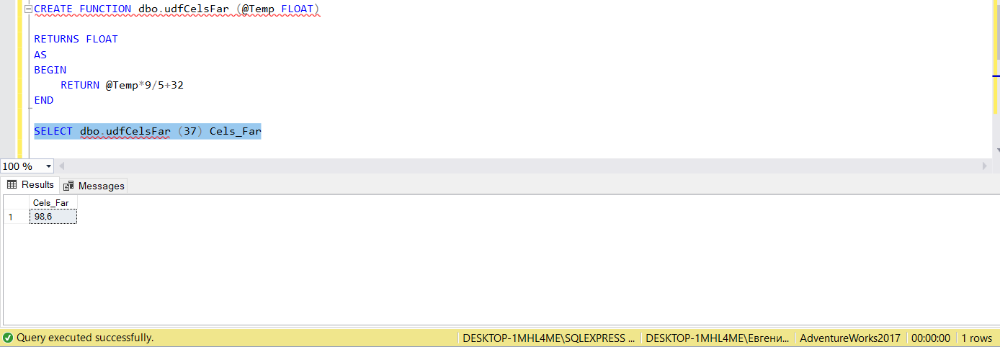 CREATE FUNCTION dbo.udfCelsFar (@Temp FLOAT)
RETURNS FLOAT
AS
BEGIN
RETURN @Temp*9/5+32
END
SELECT dbo.udfCelsFar (37) Cels_Far
100 %
Results Messages
Cels_Far
1 98,6
Query executed successfully. DESKTOP-1MHL4ME\SQLEXPRESS ... DESKTOP-1MHL4ME\Евгени... AdventureWorks2017 00:00:00 1 rows